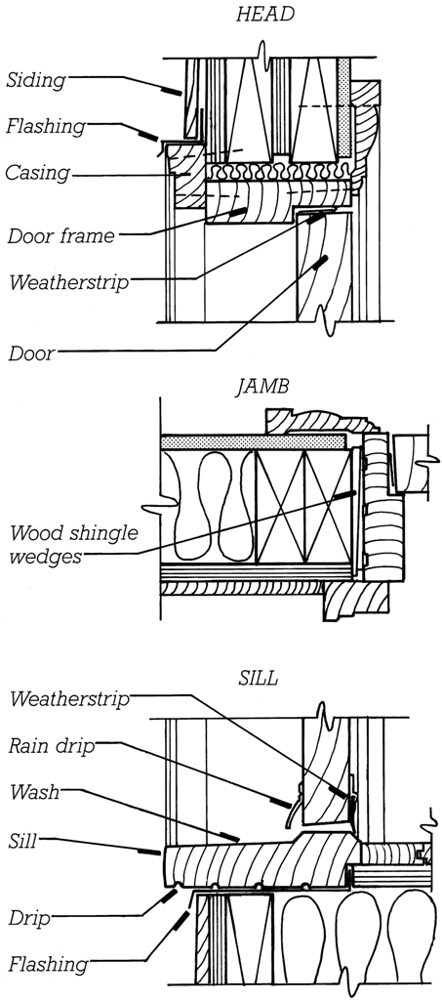 HEAD
Siding
Flashing
Casing
Door frame
Weatherstrip
Door
JAMB
Wood shingle
wedges
SILL
Weatherstrip
Rain drip
Wash
Sill
Drip
Flashing